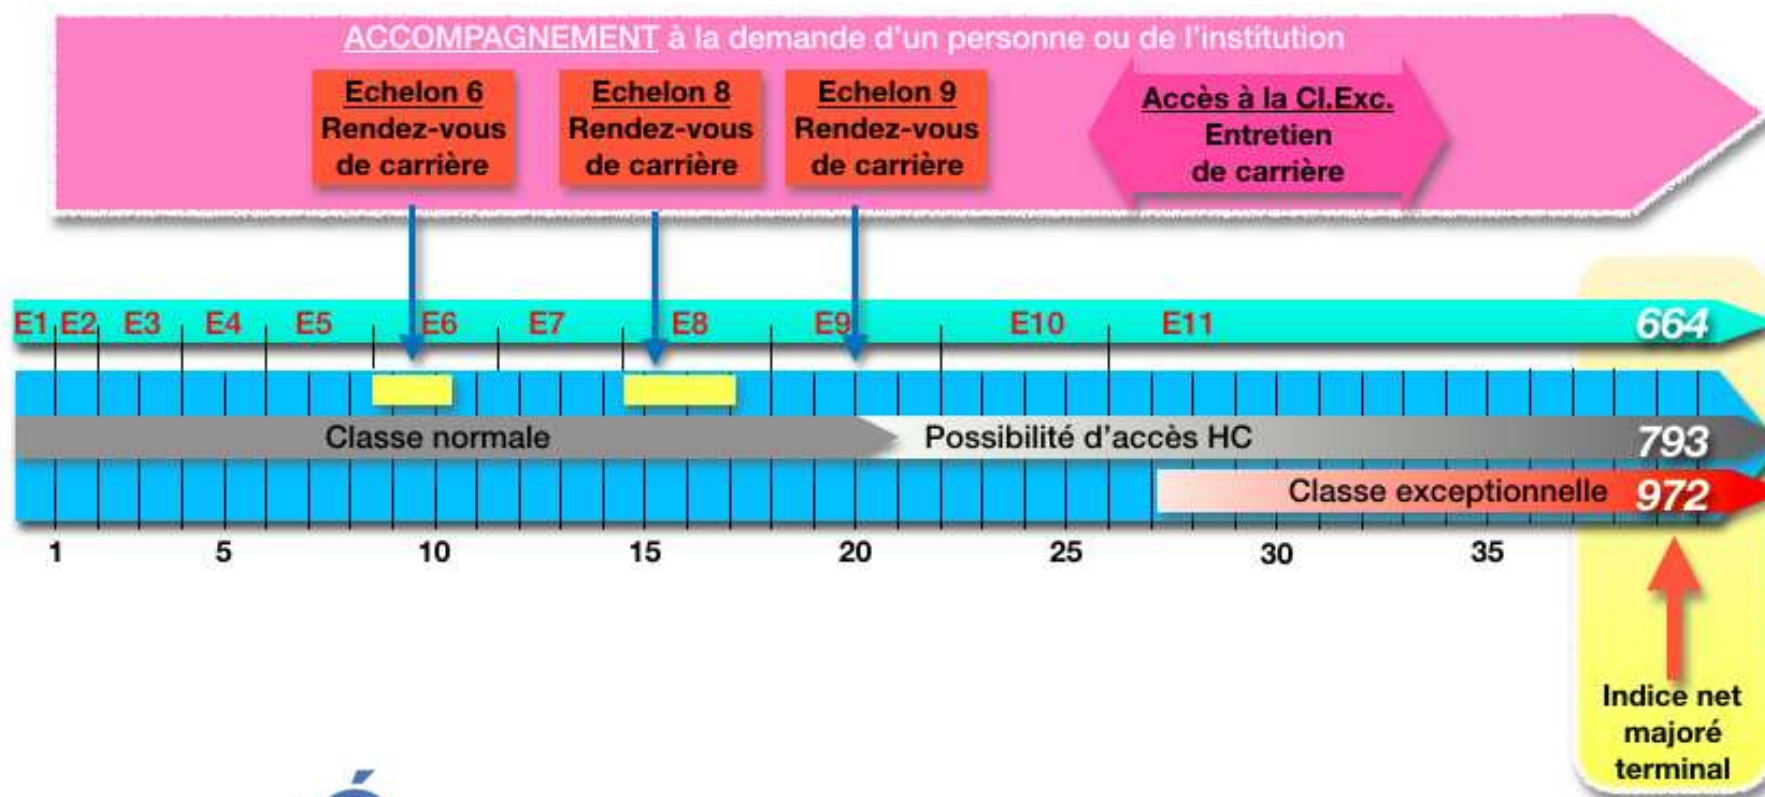 ACCOMPAGNEMENT à la demande d'un personne ou de l'institution
Echelon 6
Rendez-vous
de carrière
Echelon 8
Rendez-vous
de carrière
Echelon 9
Rendez-vous
de carrière
Accès à la Cl.Exc.
Entretien
de carrière
E1 E2 E3 E4 E5 E6 E7 E8 E9 E10 E11 664
Classe normale Possibilité d'accès HC 793
Classe exceptionnelle 972
1 5 10 15 20 25 30 35
Indice net
majoré
terminal